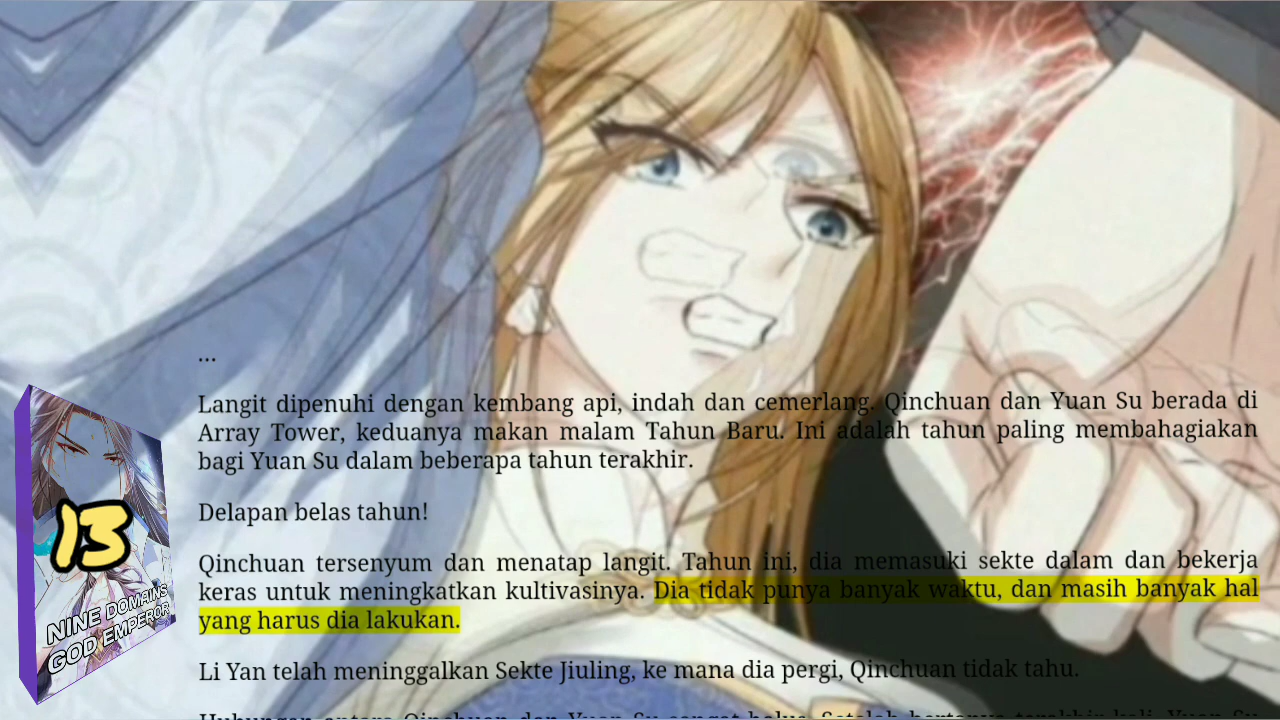 ...
Langit dipenuhi dengan kembang api, indah dan cemerlang. Qinchuan dan Yuan Su berada di
Array Tower, keduanya makan malam Tahun Baru. Ini adalah tahun paling membahagiakan
bagi Yuan Su dalam beberapa tahun terakhir.
Delapan belas tahun!
Qinchuan tersenyum dan menatap langit. Tahun ini, dia memasuki sekte dalam dan bekerja
keras untuk meningkatkan kultivasinya. Dia tidak punya banyak waktu, dan masih banyak hal
yang harus dia lakukan.
Li Yan telah meninggalkan Sekte Jiuling, ke mana dia pergi, Qinchuan tidak tahu.
13
NINE DOMAINS
GOD EMPEROR